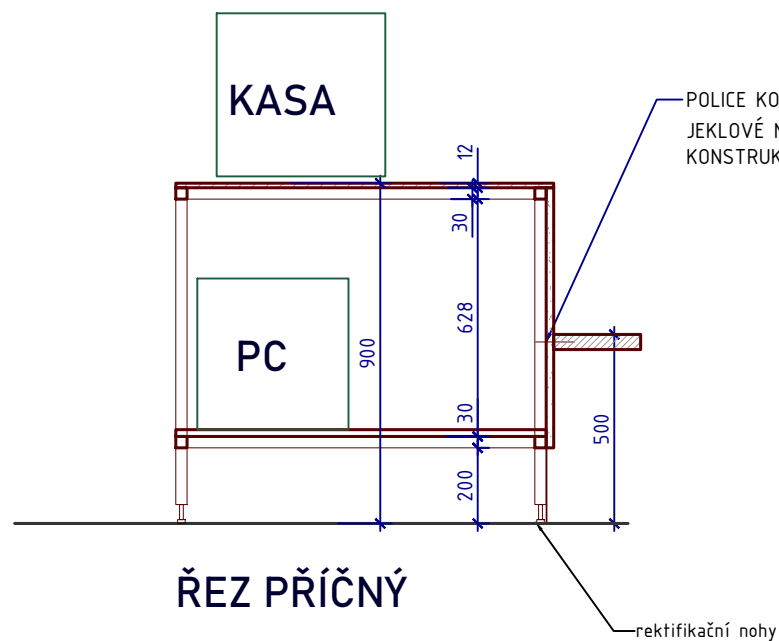 KASA
POLICE KO
JEKLOVÉ
KONSTRUK
12
30
628
PC
900
30
500
200
ŘEZ PŘÍČNÝ
rektifikační nohy